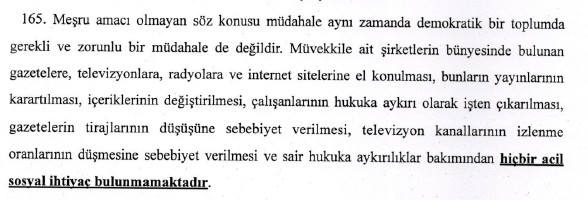 165. Meşru amacı olmayan söz konusu müdahale aynı zamanda demokratik bir toplumda
gerekli ve zorunlu bir müdahale de değildir. Müvekkile ait şirketlerin bünyesinde bulunan
gazetelere, televizyonlara, radyolara ve internet sitelerine el konulması, bunların yayınlarının
karartılması, içeriklerinin değiştirilmesi, çalışanlarının hukuka aykırı olarak işten çıkarılması,
gazetelerin tirajlarının düşüşüne sebebiyet verilmesi, televizyon kanallarının izlenme
oranlarının düşmesine sebebiyet verilmesi ve sair hukuka aykırılıklar bakımından hiçbir acil
sosyal ihtiyaç bulunmamaktadır.